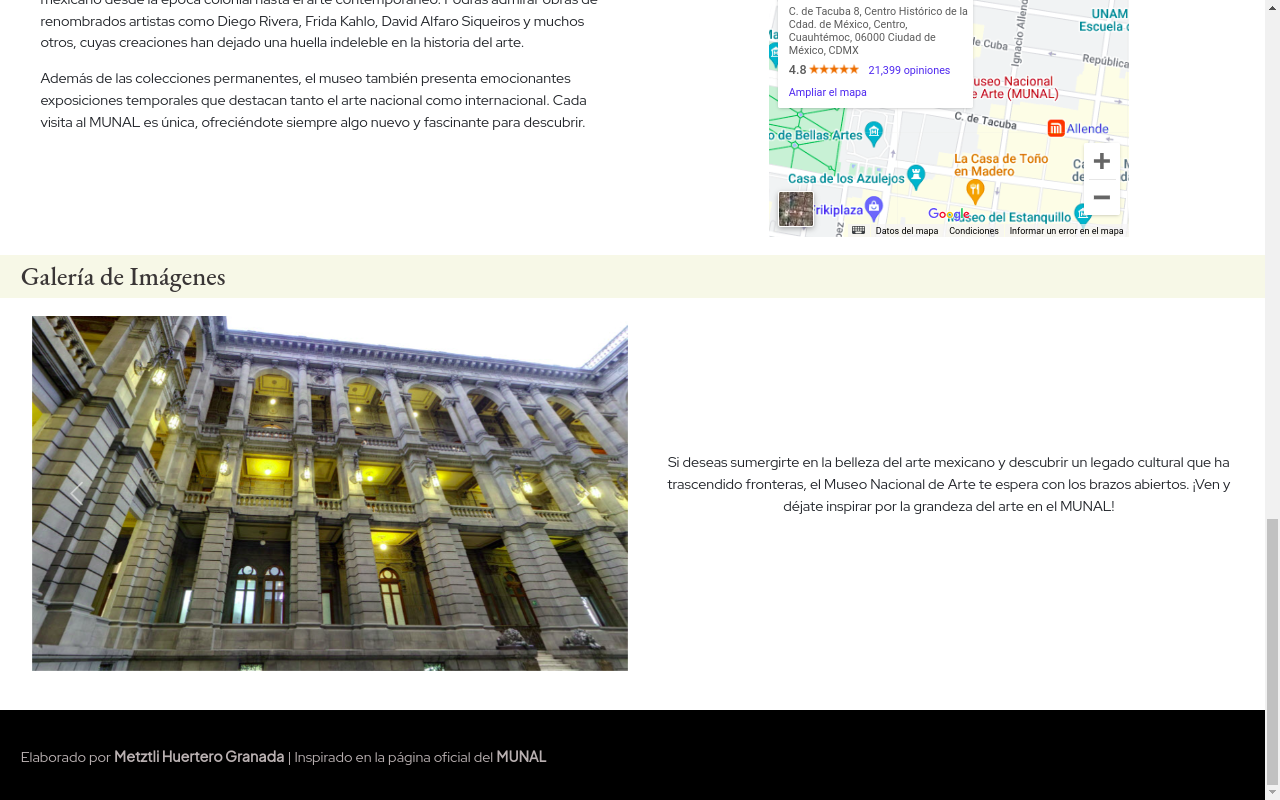 renombrados artistas como Diego Rivera, Frida Kahlo, David Alfaro Siqueiros y muchos
otros, cuyas creaciones han dejado una huella indeleble en la historia del arte.
Además de las colecciones permanentes, el museo también presenta emocionantes
exposiciones temporales que destacan tanto el arte nacional como internacional. Cada
visita al MUNAL es única, ofreciéndote siempre algo nuevo y fascinante para descubrir.
C. de Tacuba 8, Centro Histórico de la
Cdad. de México, Centro,
Cuauhtémoc, 06000 Ciudad de
México, CDMX
4.8 21,399 opiniones
Ampliar el mapa
UNAM
Escuela
Ignacio Allende
de Cuba
República
Nacional
Arte (MUNAL)
C. de Tacuba
Allende
de Bellas Artes
La Casa de Toño
en Madero
Casa de los Azulejos
Frikiplaza
Google
Museo del Estanquillo
Datos del mapa
Condiciones
Informar un error en el mapa
Galería de Imágenes
Si deseas sumergirte en la belleza del arte mexicano y descubrir un legado cultural que ha
trascendido fronteras, el Museo Nacional de Arte te espera con los brazos abiertos. ¡Ven y
déjate inspirar por la grandeza del arte en el MUNAL!
Elaborado por Metztli Huertero Granada | Inspirado en la página oficial del MUNAL